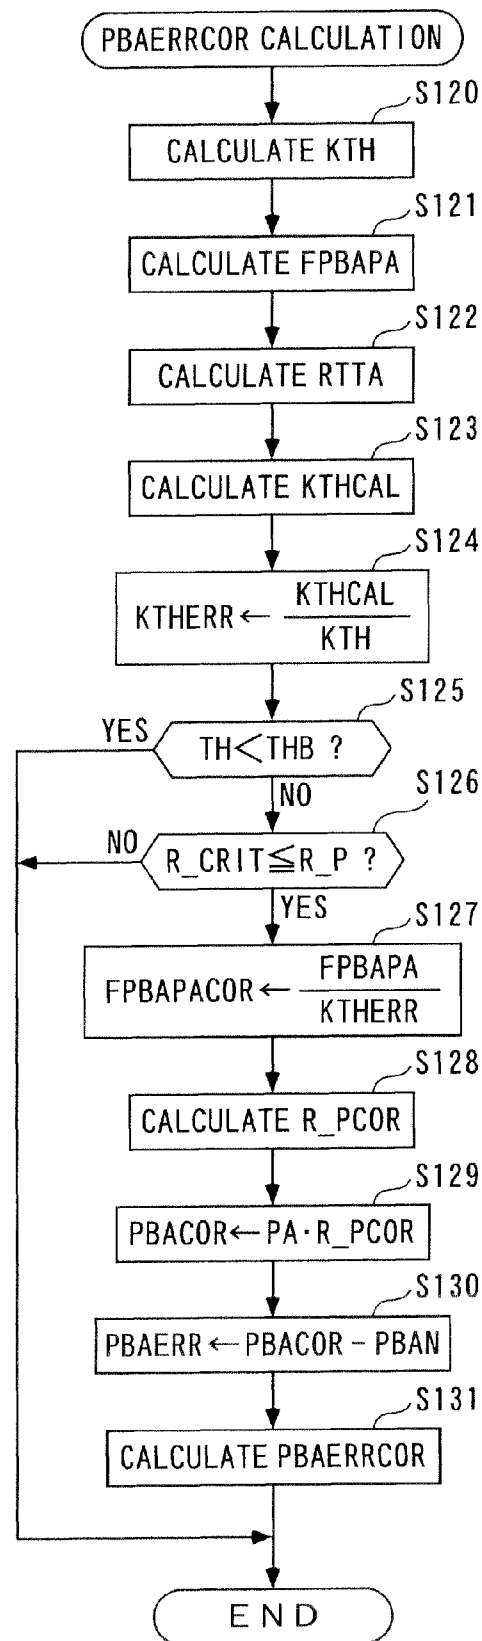 PBAERRCOR CALCULATION
S120
CALCULATE KTH
S121
CALCULATE FPBAPA
S122
CALCULATE RTTA
S123
CALCULATE KTHCAL
S124
KTHERR ← KTHCAL
KTH
S125
YES
TH<THB ?
NO
S126
NO
R_CRIT≦R_P ?
YES
S127
FPBAPACOR ← FPBAPA
KTHERR
S128
CALCULATE R_PCOR
S129
PBACOR←PA·R_PCOR
S130
PBAERR←PBACOR-PBAN
S131
CALCULATE PBAERRCOR
END